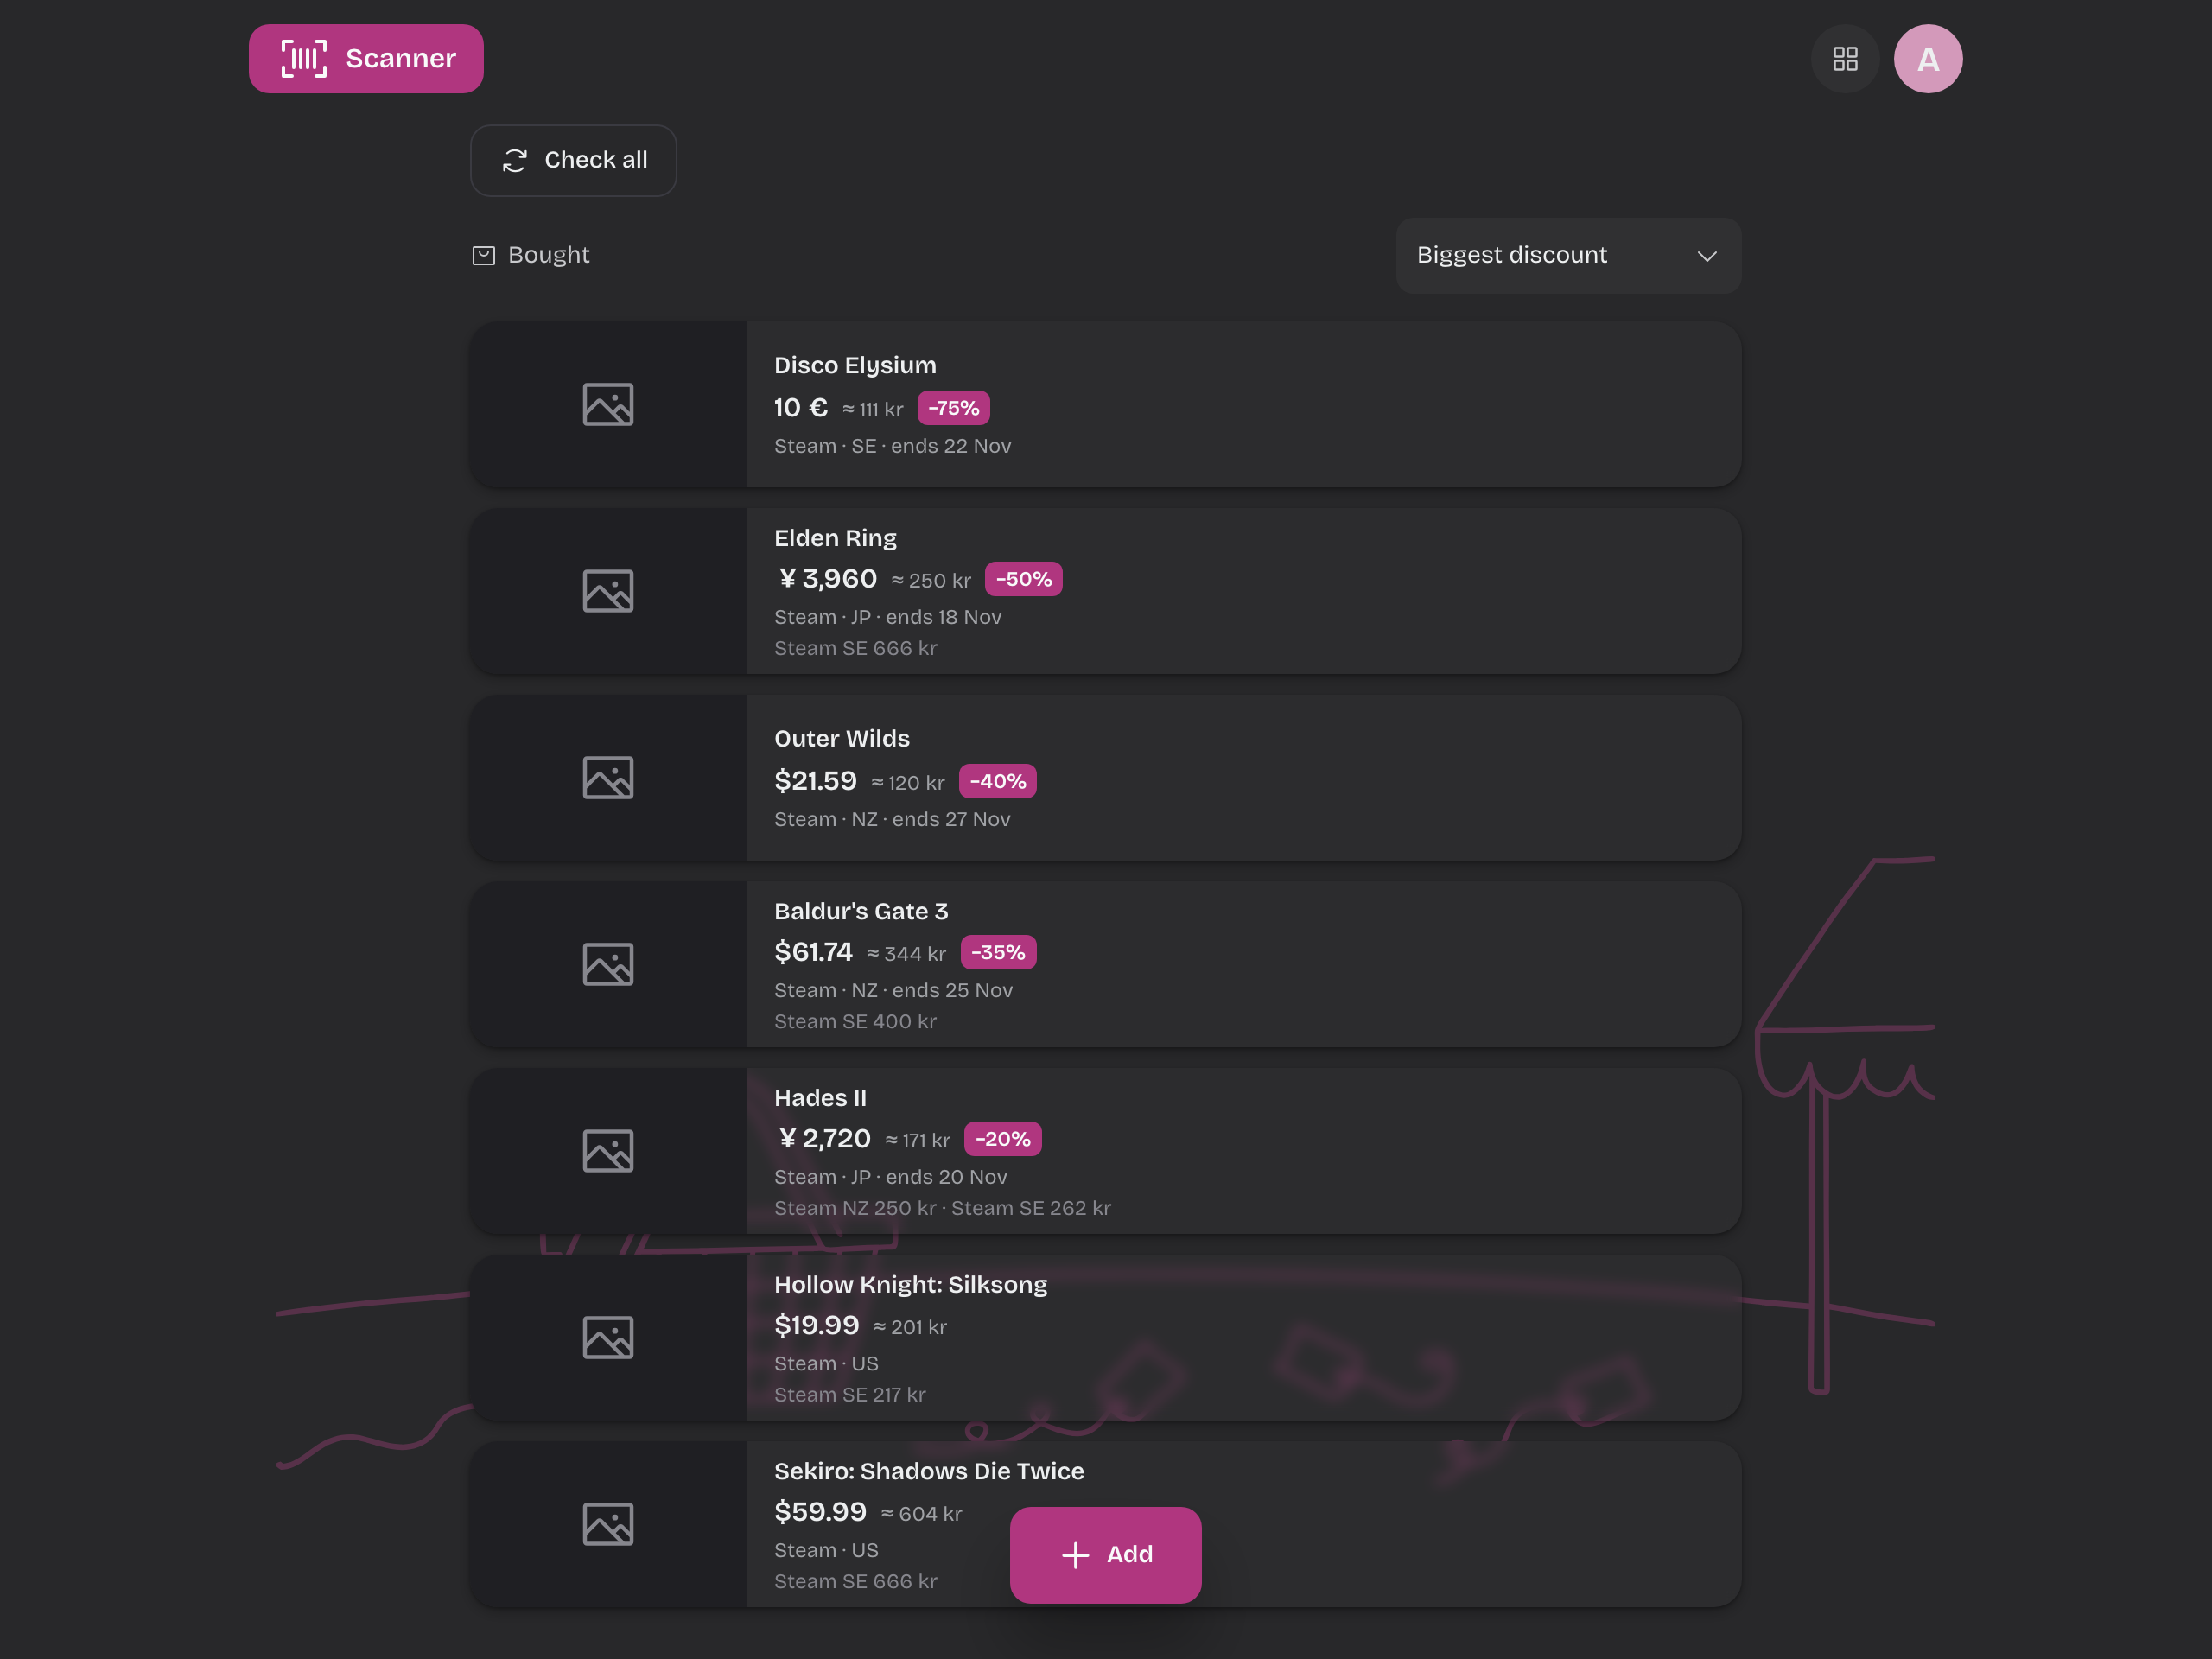 Scanner
A
Check all
Bought
Biggest discount
Disco Elysium
10 € ≈ 111 kr -75%
Steam · SE · ends 22 Nov
Elden Ring
¥ 3,960 ≈ 250 kr -50%
Steam · JP · ends 18 Nov
Steam SE 666 kr
Outer Wilds
$21.59 ≈ 120 kr -40%
Steam · NZ · ends 27 Nov
Baldur's Gate 3
$61.74 ≈ 344 kr -35%
Steam · NZ · ends 25 Nov
Steam SE 400 kr
Hades II
¥ 2,720 ≈ 171 kr -20%
Steam · JP · ends 20 Nov
Steam NZ 250 kr · Steam SE 262 kr
Hollow Knight: Silksong
$19.99 ≈ 201 kr
Steam · US
Steam SE 217 kr
Sekiro: Shadows Die Twice
$59.99 ≈ 604 kr
Steam · US
Steam SE 666 kr
Add